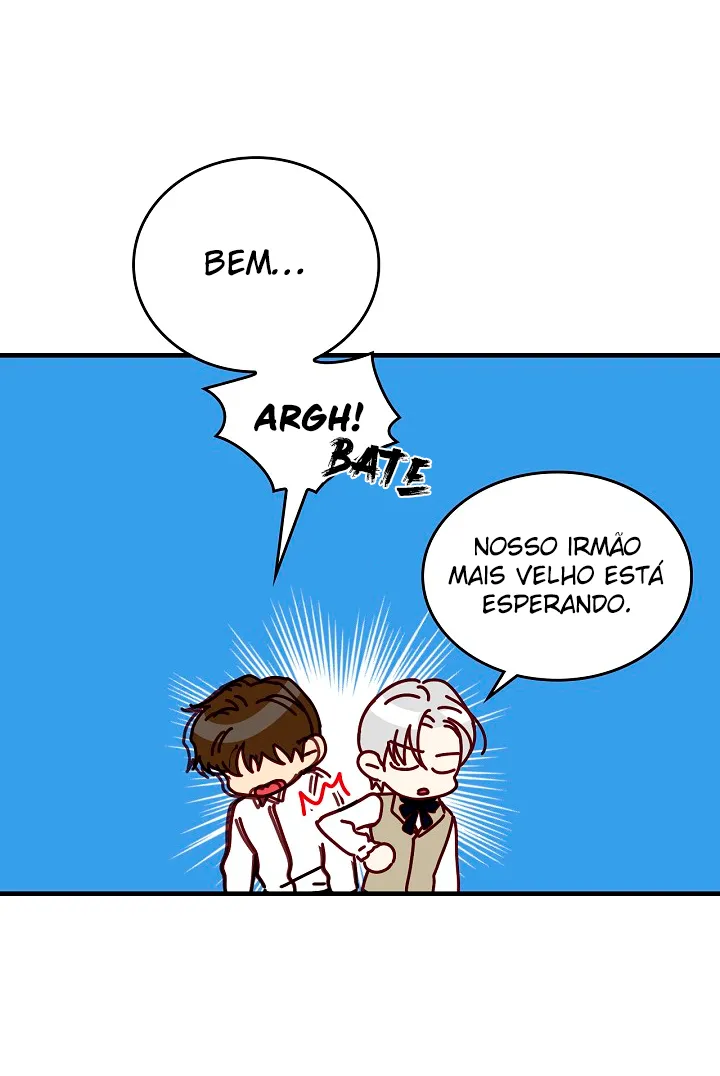 BEM...
ARGH!
BATE
NOSSO IRMÃO
MAIS VELHO ESTÁ
ESPERANDO.